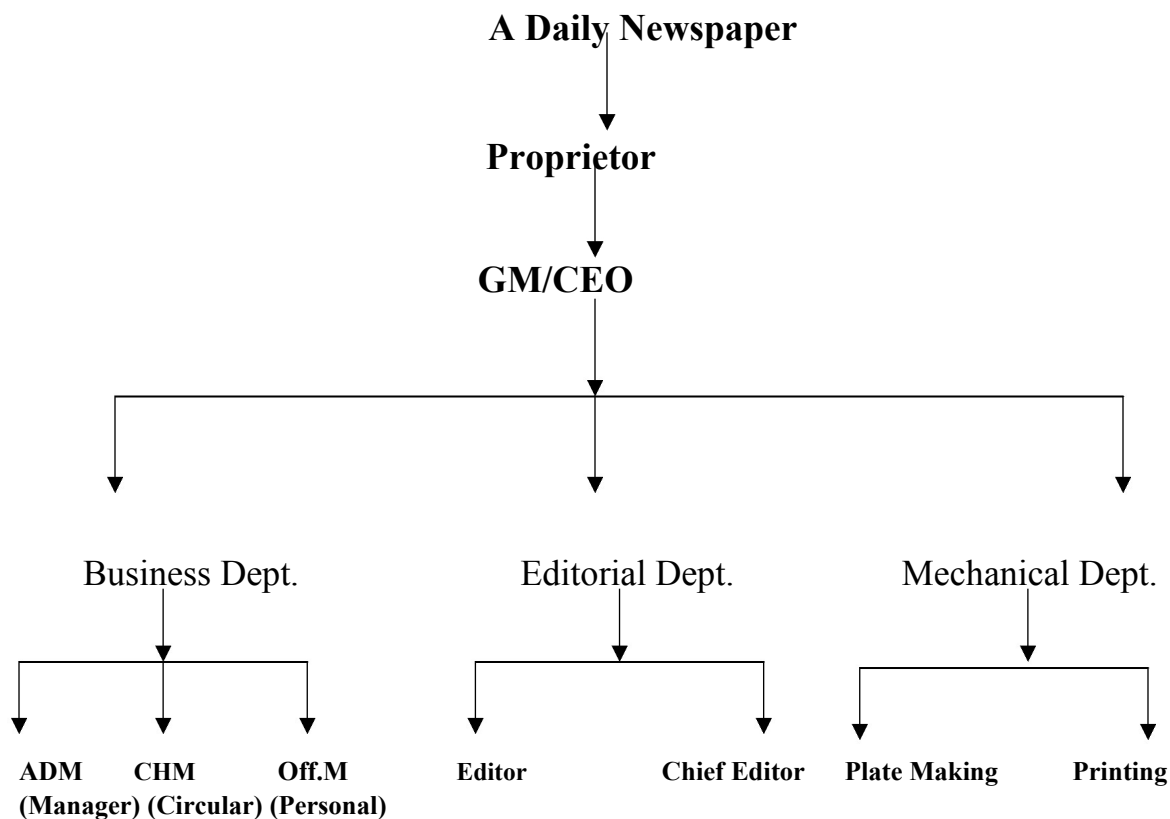 A Daily Newspaper
Proprietor
GM/CEO
Business Dept. Editorial Dept. Mechanical Dept.
ADM CHM Off.M Editor Chief Editor Plate Making Printing
(Manager) (Circular) (Personal)